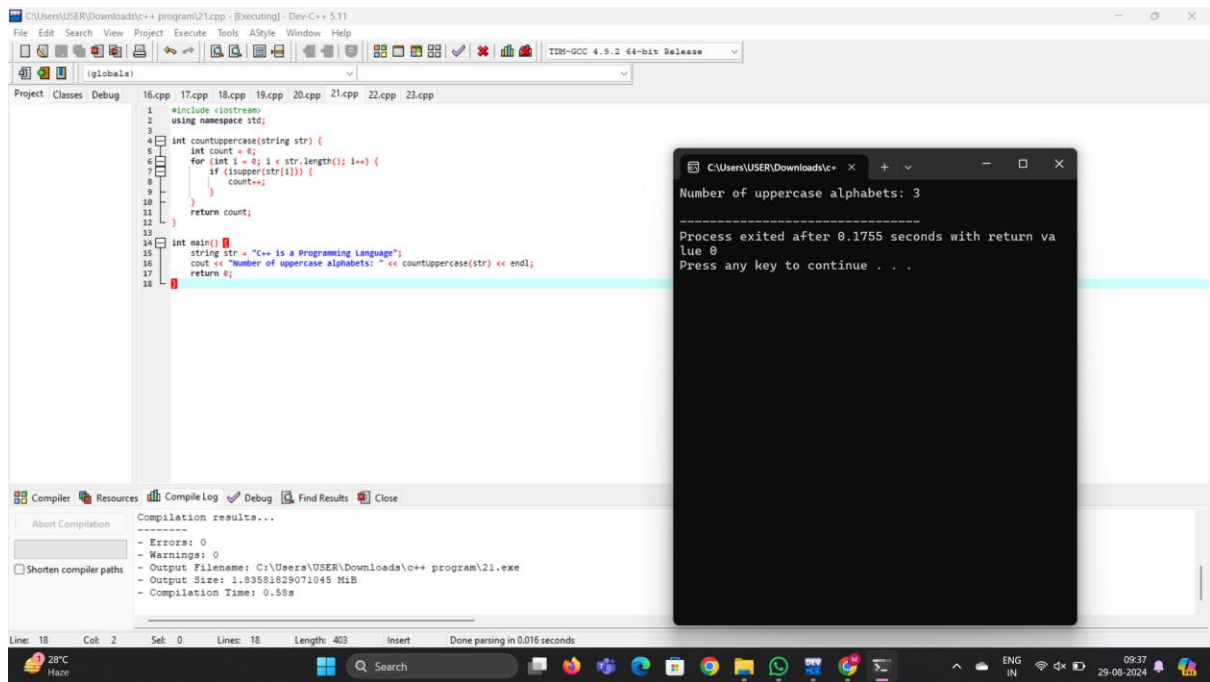 C:\Users\USER\Downloads\c++ program\21.cpp - [Executing] - Dev-C++ 5.11
File Edit Search View Project Execute Tools AStyle Window Help
TDM-GCC 4.9.2 64-bit Release
(globals)
Project Classes Debug 16.cpp 17.cpp 18.cpp 19.cpp 20.cpp 21.cpp 22.cpp 23.cpp
1 #include <iostream>
2 using namespace std;
3
4 int countUppercase(string str) {
5 int count = 0;
6 for (int i = 0; i < str.length(); i++) {
7 if (isupper(str[i])) {
8 count++;
9 }
10 }
11 return count;
12 }
13
14 int main() {
15 string str = "C++ is a Programming Language";
16 cout << "Number of uppercase alphabets: " << countUppercase(str) << endl;
17 return 0;
18 }
C:\Users\USER\Downloads\c+
Number of uppercase alphabets: 3
--------------------------------
Process exited after 0.1755 seconds with return va
lue 0
Press any key to continue . . .
Compiler Resources Compile Log Debug Find Results Close
Abort Compilation
Shorten compiler paths
Compilation results...
--------
- Errors: 0
- Warnings: 0
- Output Filename: C:\Users\USER\Downloads\c++ program\21.exe
- Output Size: 1.83581829071045 MiB
- Compilation Time: 0.58s
Line: 18 Col: 2 Sel: 0 Lines: 18 Length: 403 Insert Done parsing in 0.016 seconds
1
28°C
Haze
Search
ENG
IN
09:37
29-08-2024